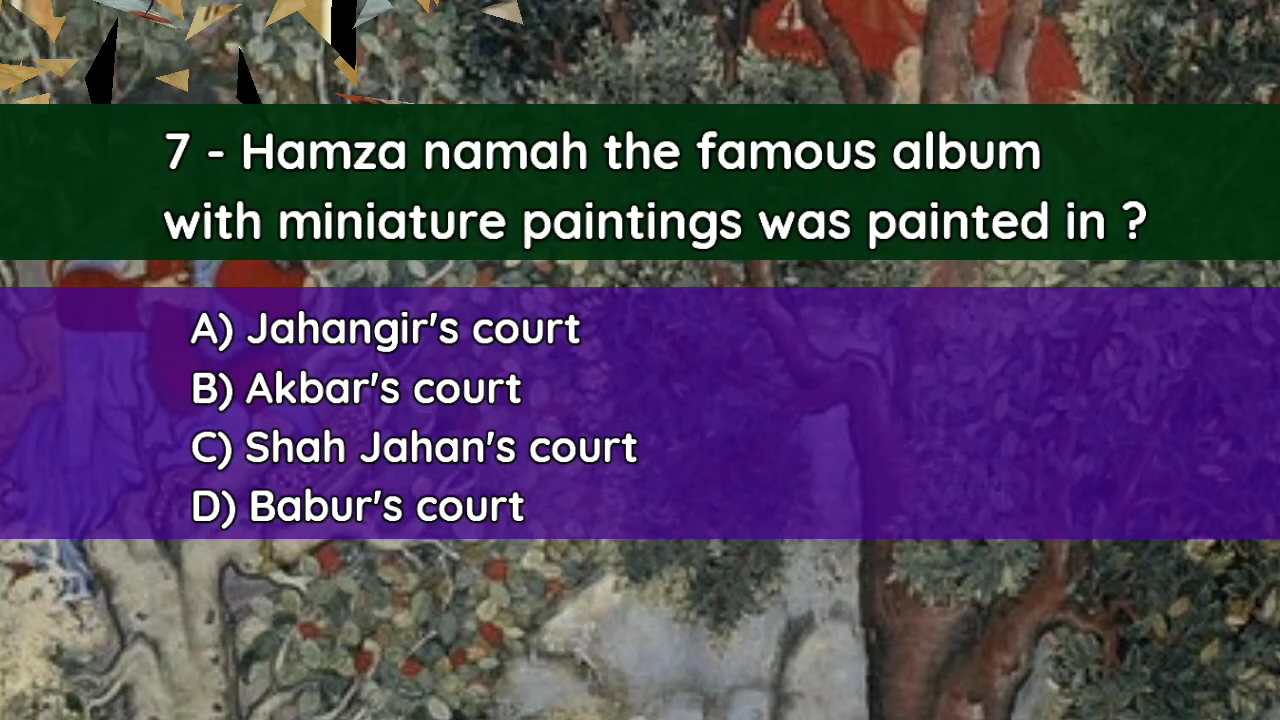 7 - Hamza namah the famous album
with miniature paintings was painted in ?
A) Jahangir's court
B) Akbar's court
C) Shah Jahan's court
D) Babur's court